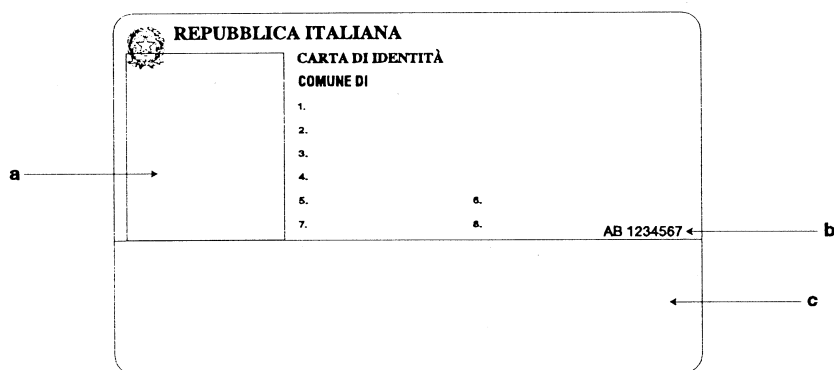 REPUBBLICA ITALIANA
CARTA DI IDENTITÀ
COMUNE DI
1.
2.
3.
4.
a
5. 6.
7. 8. AB 1234567 b
c